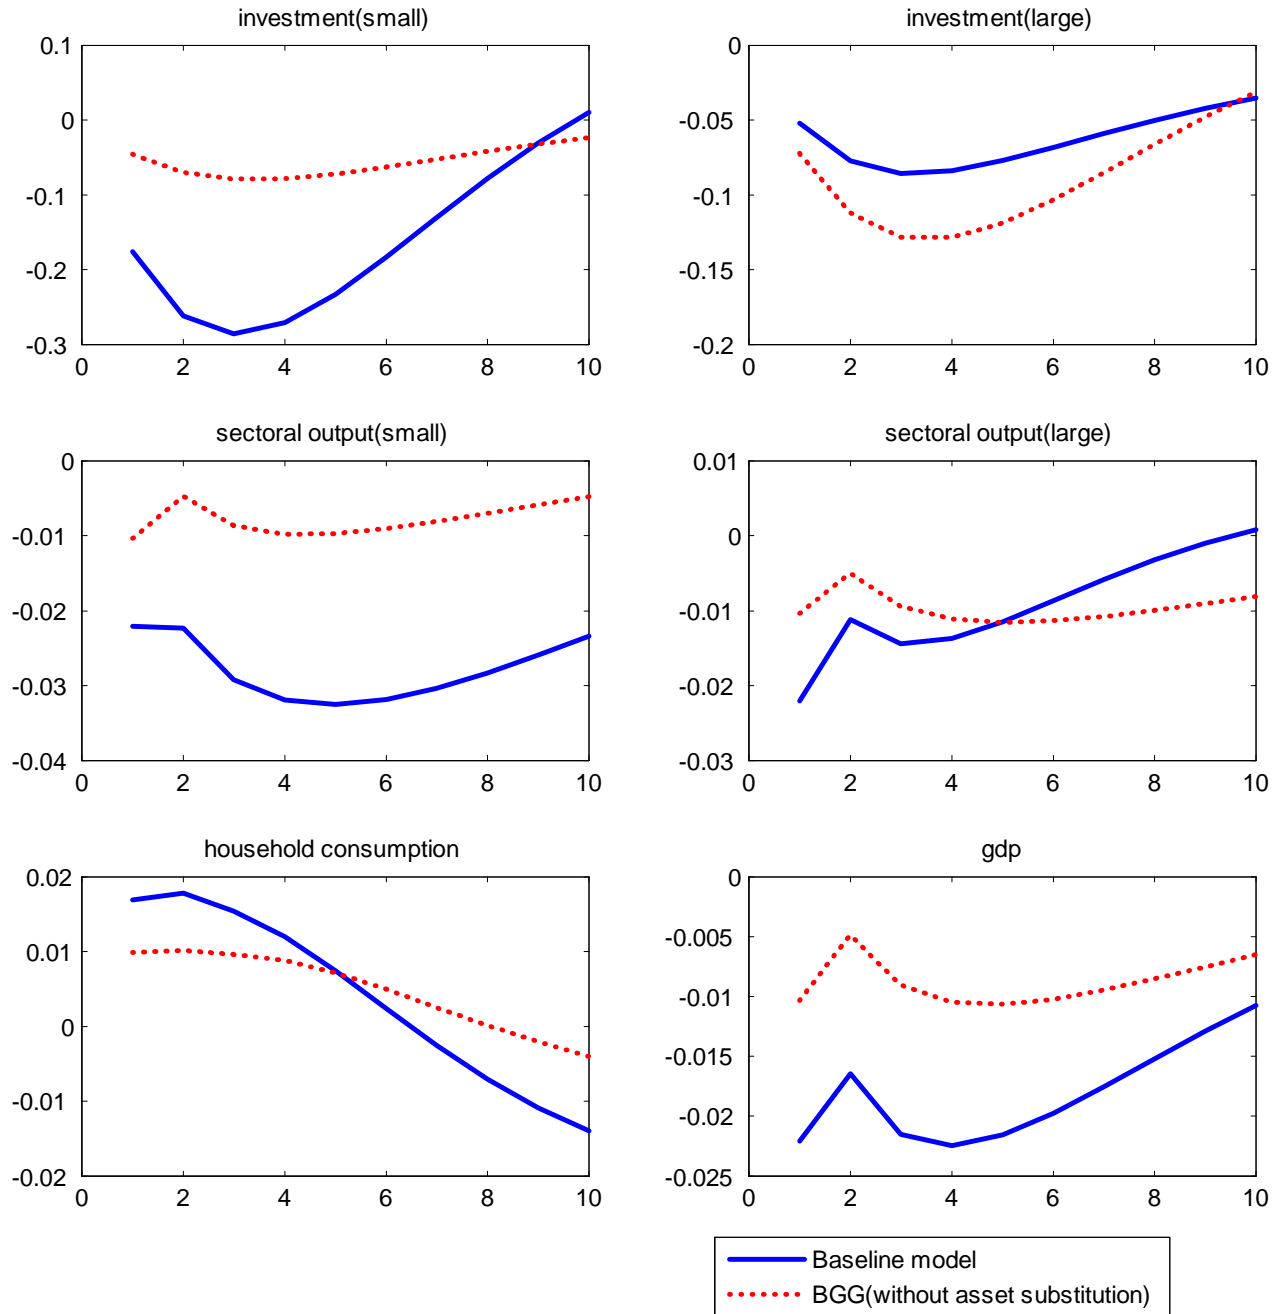 investment(small)
investment(large)
0.1
0
-0.1
-0.2
-0.3
0 2 4 6 8 10
0
-0.05
-0.1
-0.15
-0.2
0 2 4 6 8 10
sectoral output(small)
sectoral output(large)
0
-0.01
-0.02
-0.03
-0.04
0 2 4 6 8 10
0.01
0
-0.01
-0.02
-0.03
0 2 4 6 8 10
household consumption
gdp
0.02
0.01
0
-0.01
-0.02
0 2 4 6 8 10
0
-0.005
-0.01
-0.015
-0.02
-0.025
0 2 4 6 8 10
Baseline model
BGG(without asset substitution)